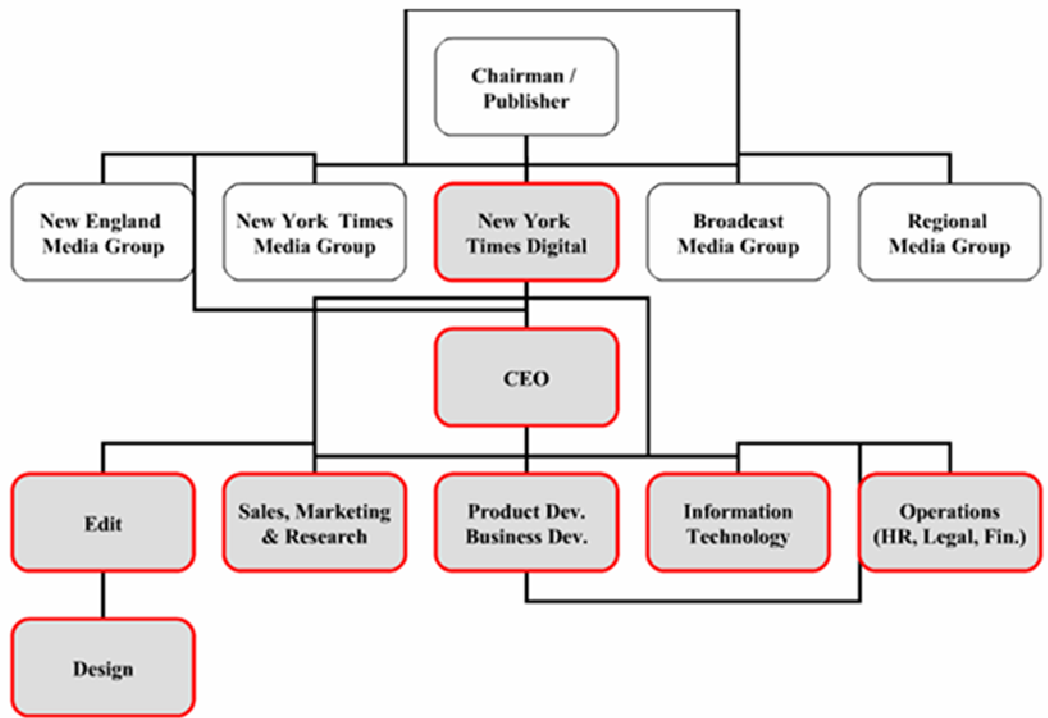 Chairman /
Publisher
New England
Media Group
New York Times
Media Group
New York
Times Digital
Broadcast
Media Group
Regional
Media Group
CEO
Edit
Sales, Marketing
& Research
Product Dev.
Business Dev.
Information
Technology
Operations
(HR, Legal, Fin.)
Design